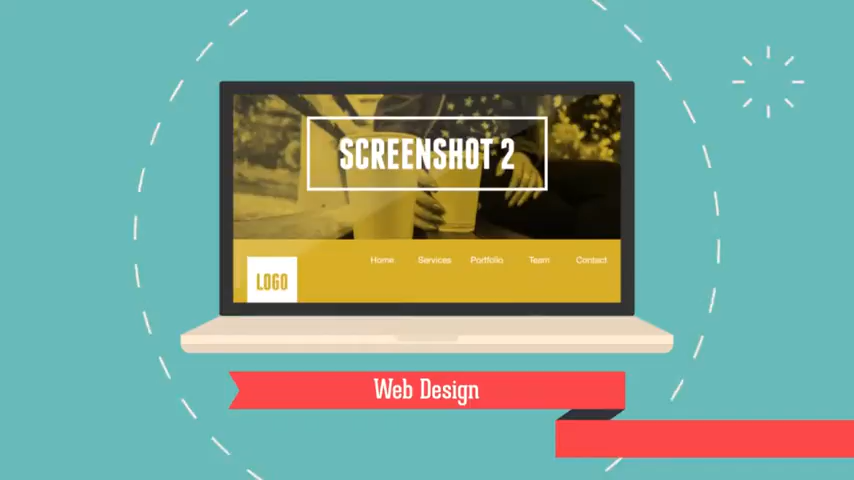 SCREENSHOT 2
Home Services Portfolio Team Contact
LOGO
Web Design